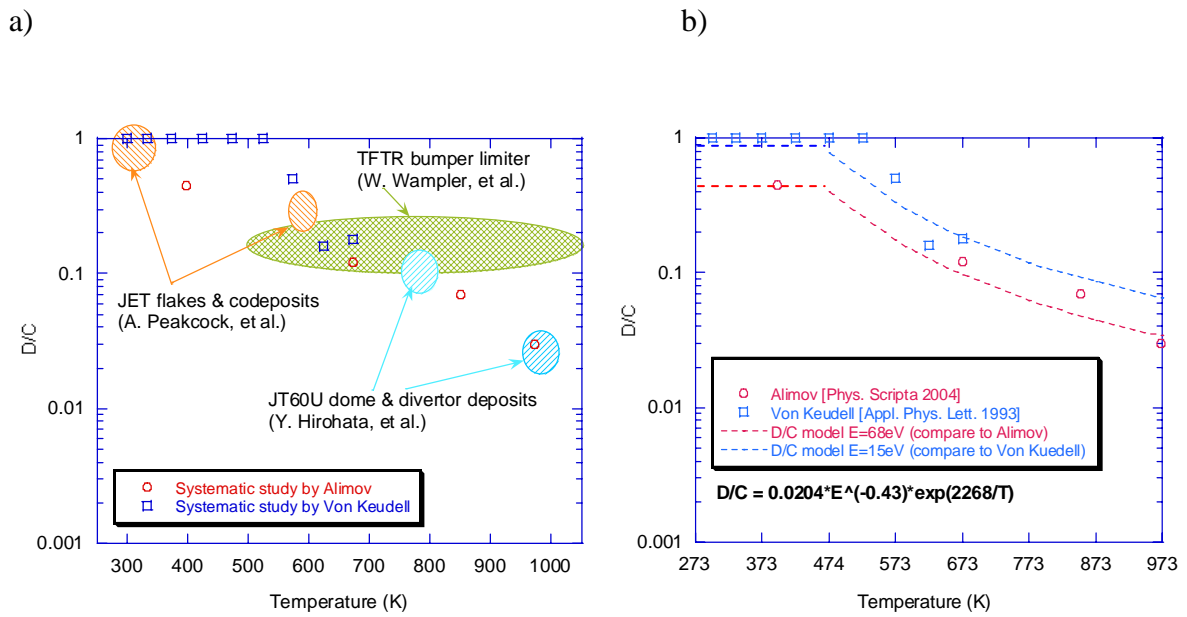 a)
b)
1
0.1
0.01
0.001
D/C
300
400
500
600
700
800
900
1000
Temperature (K)
TFTR bumper limiter
(W. Wampler, et al.)
JET flakes & codeposits
(A. Peakcock, et al.)
JT60U dome & divertor deposits
(Y. Hirohata, et al.)
Systematic study by Alimov
Systematic study by Von Keudell
1
0.1
0.01
0.001
D/C
273
373
474
573
673
773
873
973
Temperature (K)
Alimov [Phys. Scripta 2004]
Von Keudell [Appl. Phys. Lett. 1993]
D/C model E=68eV (compare to Alimov)
D/C model E=15eV (compare to Von Kuedell)
D/C = 0.0204*E^(-0.43)*exp(2268/T)